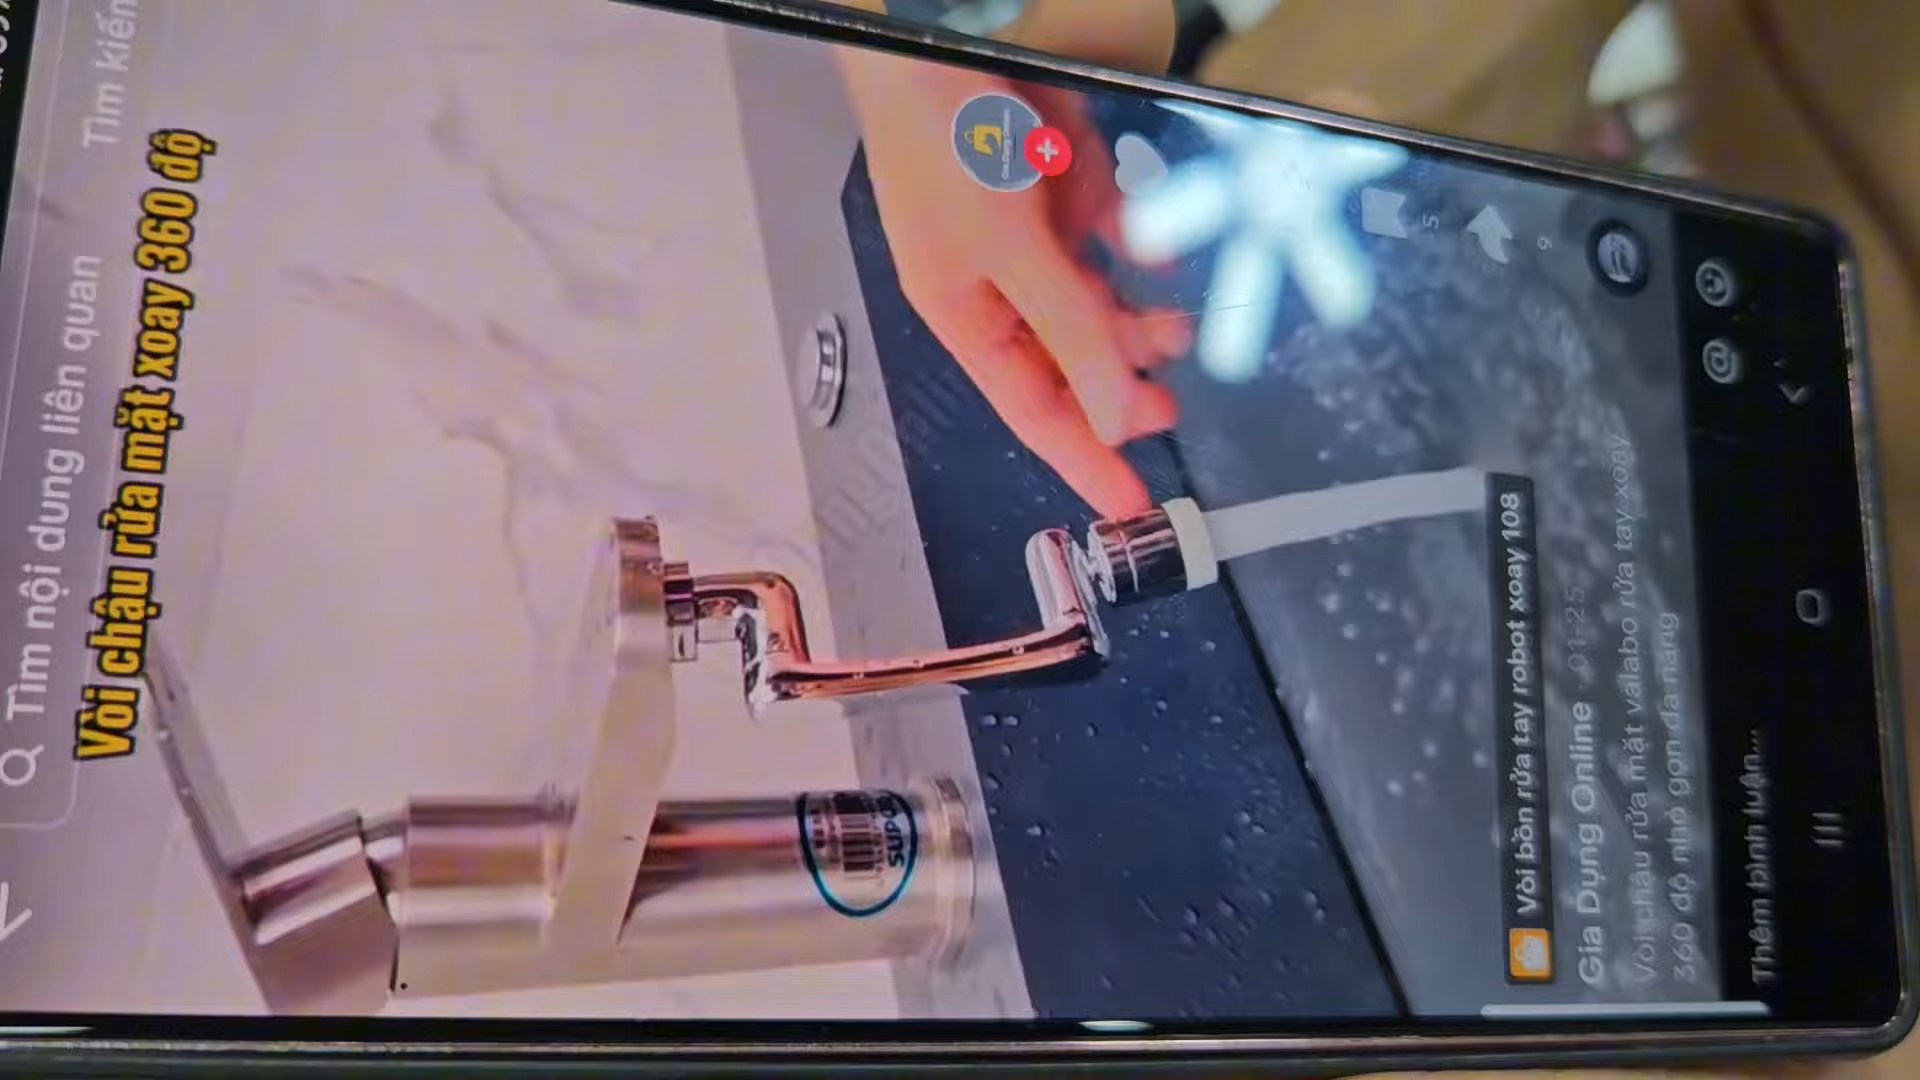 Tìm nội dung liên quan
Tìm kiếm
Vòi chậu rửa mặt xoay 360 độ
SUP
5
9
Vòi bồn rửa tay robot xoay 108
Gia Dụng Online · 01-25
Vòi chậu rửa mặt valabo rửa tay xoay
360 độ nhỏ gọn đa năng
Thêm bình luận...